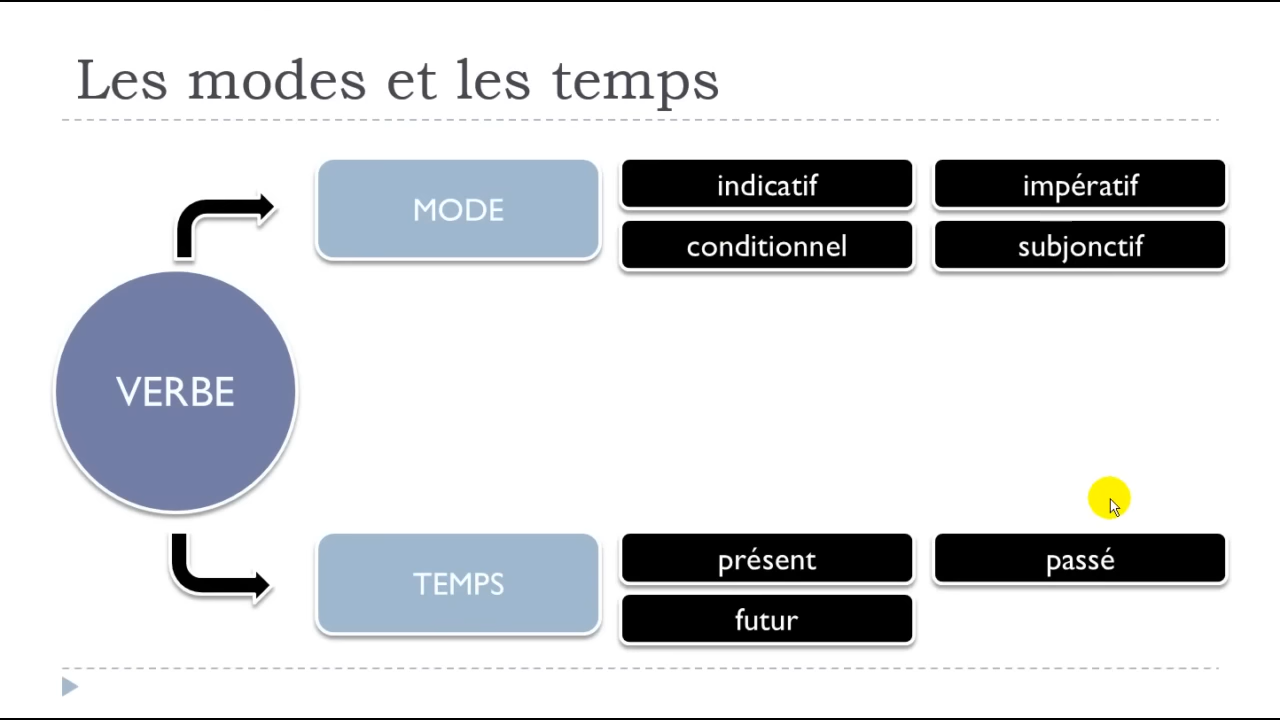 Les modes et les temps
MODE
indicatif
impératif
conditionnel
subjonctif
VERBE
TEMPS
présent
passé
futur